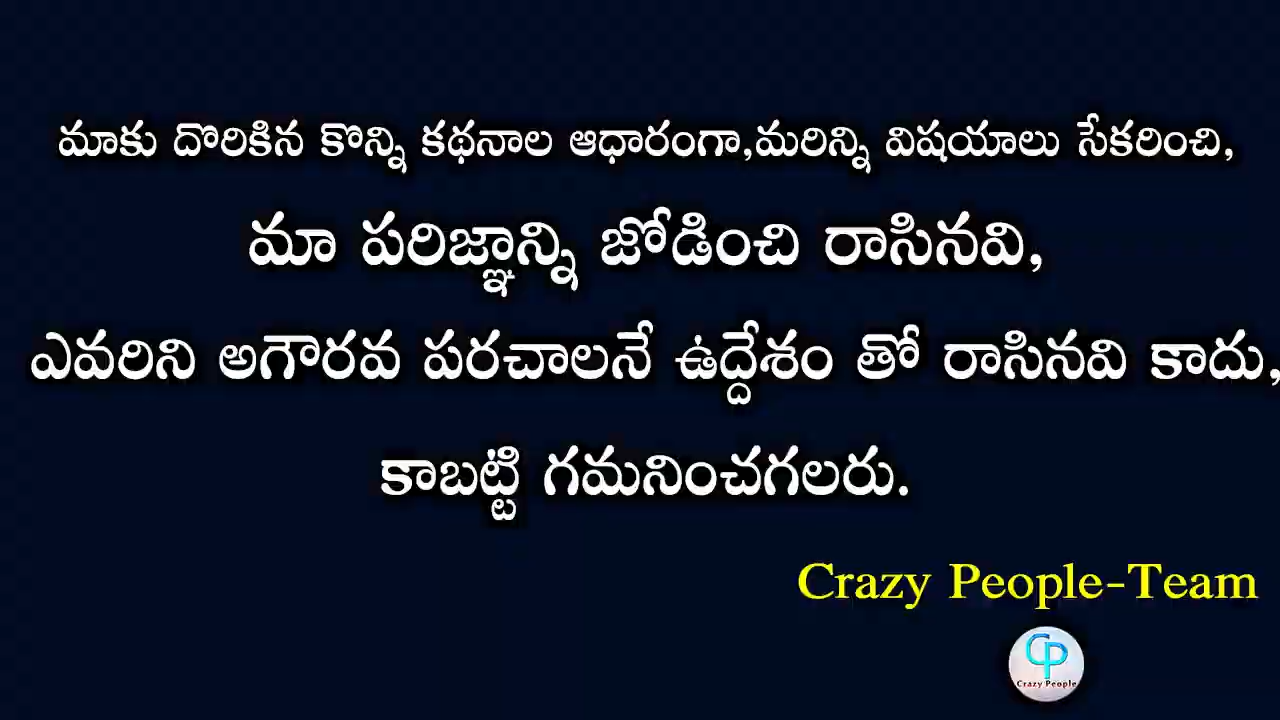 మాకు దొరికిన కొన్ని కథనాల ఆధారంగా,మరిన్ని విషయాలు సేకరించి,
మా పరిజ్ఞాన్ని జోడించి రాసినవి,
ఎవరిని అగౌరవ పరచాలనే ఉద్దేశం తో రాసినవి కాదు,
కాబట్టి గమనించగలరు.
Crazy People-Team
CP
Crazy People